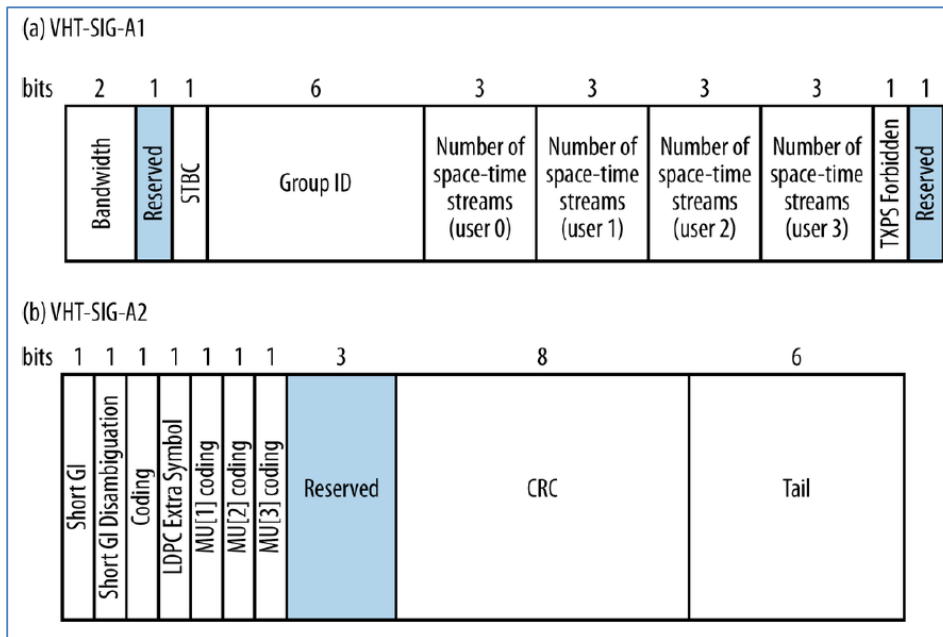 (a) VHT-SIG-A1
bits 2 1 1 6 3 3 3 3 1 1
Bandwidth
Reserved
STBC
Group ID
Number of
space-time
streams
(user 0)
Number of
space-time
streams
(user 1)
Number of
space-time
streams
(user 2)
Number of
space-time
streams
(user 3)
TXPS Forbidden
Reserved
(b) VHT-SIG-A2
bits 1 1 1 1 1 1 1 3 8 6
Short GI
Short GI Disambiguation
Coding
LDPC Extra Symbol
MU[1] coding
MU[2] coding
MU[3] coding
Reserved
CRC
Tail